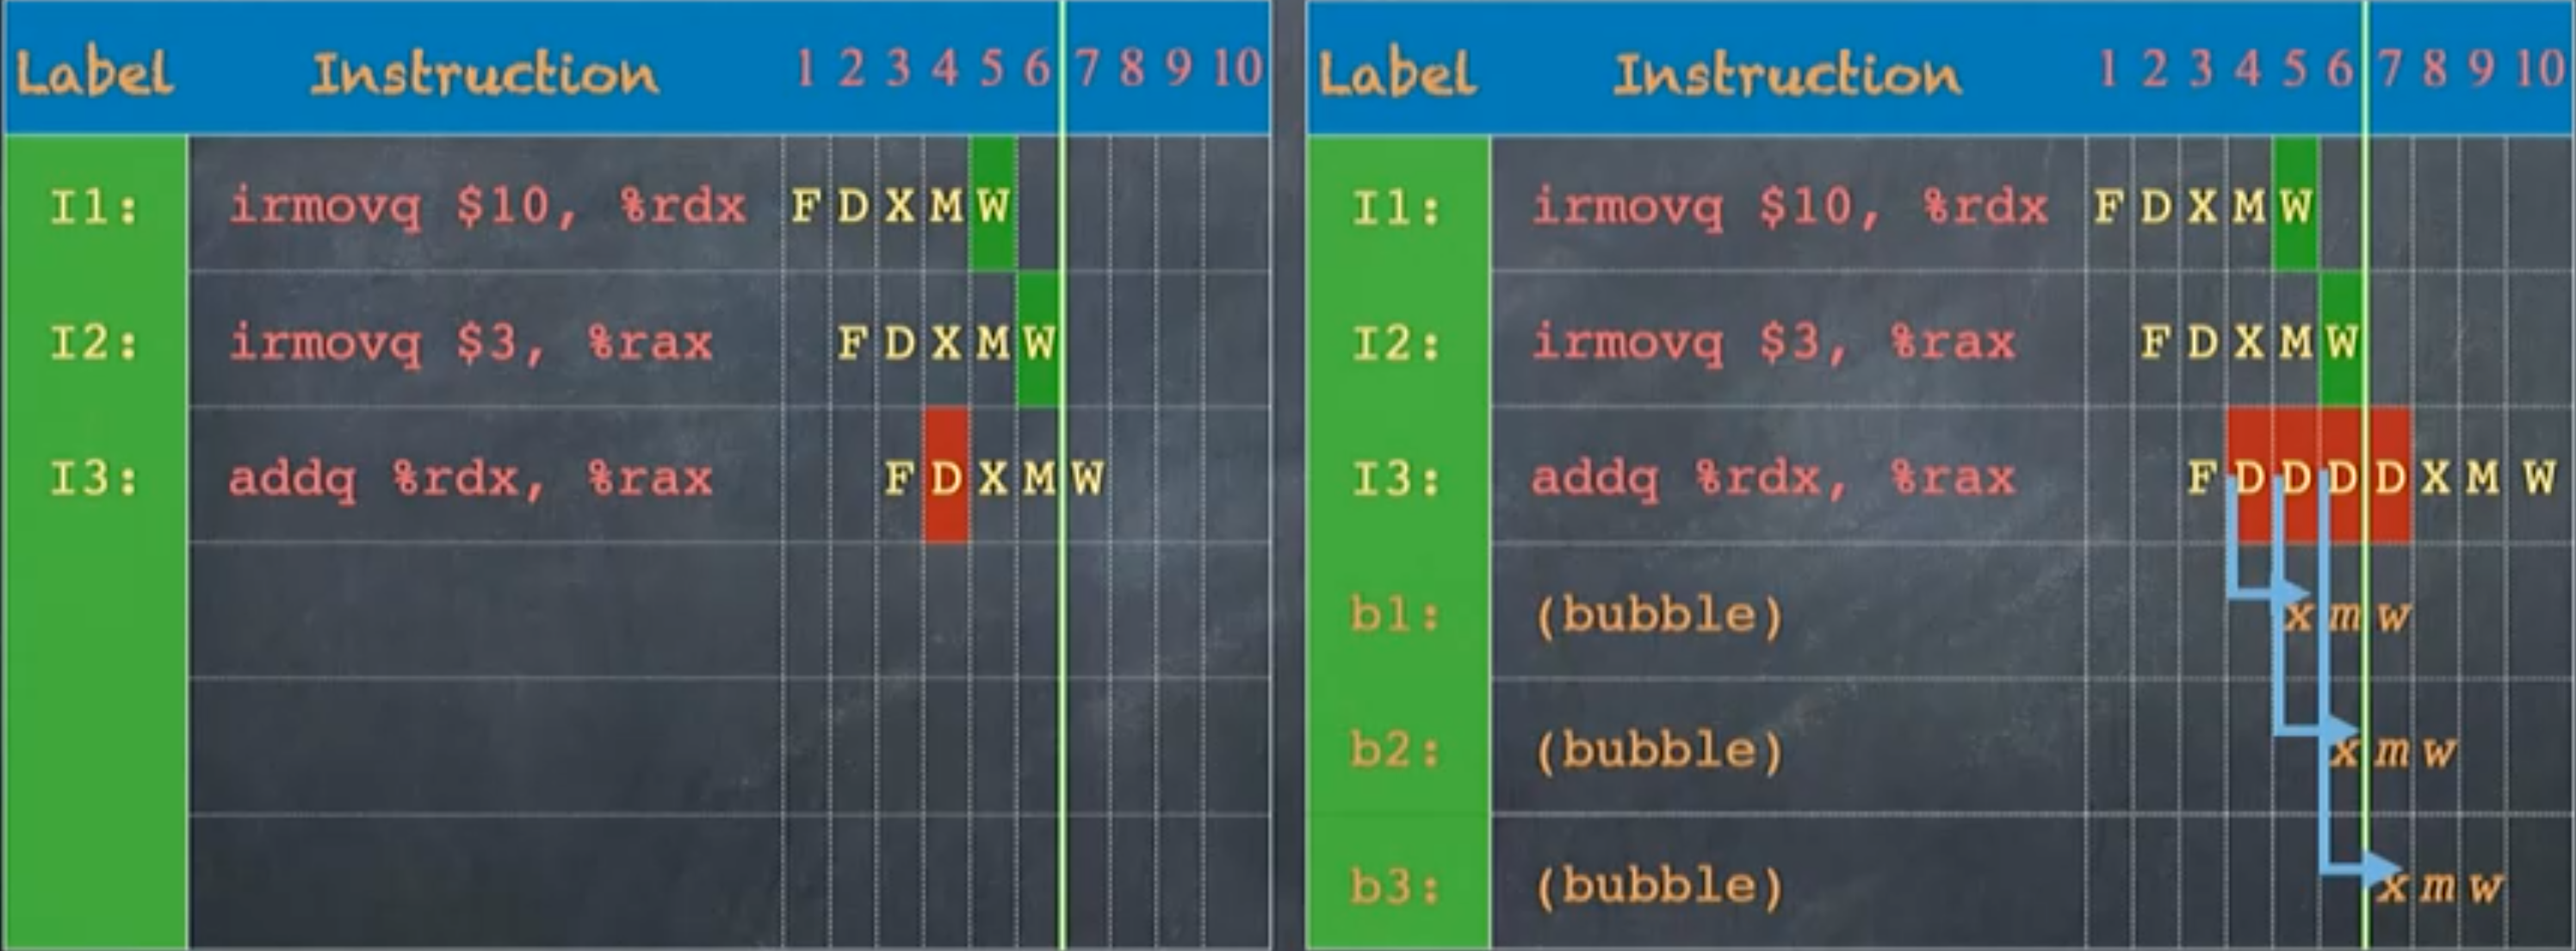 Label Instruction 1 2 3 4 5 6 7 8 9 10
I1: irmovq $10, %rdx F D X M W
I2: irmovq $3, %rax F D X M W
I3: addq %rdx, %rax F D X M W
Label Instruction 1 2 3 4 5 6 7 8 9 10
I1: irmovq $10, %rdx F D X M W
I2: irmovq $3, %rax F D X M W
I3: addq %rdx, %rax F D D D D X M W
b1: (bubble) x m w
b2: (bubble) x m w
b3: (bubble) x m w